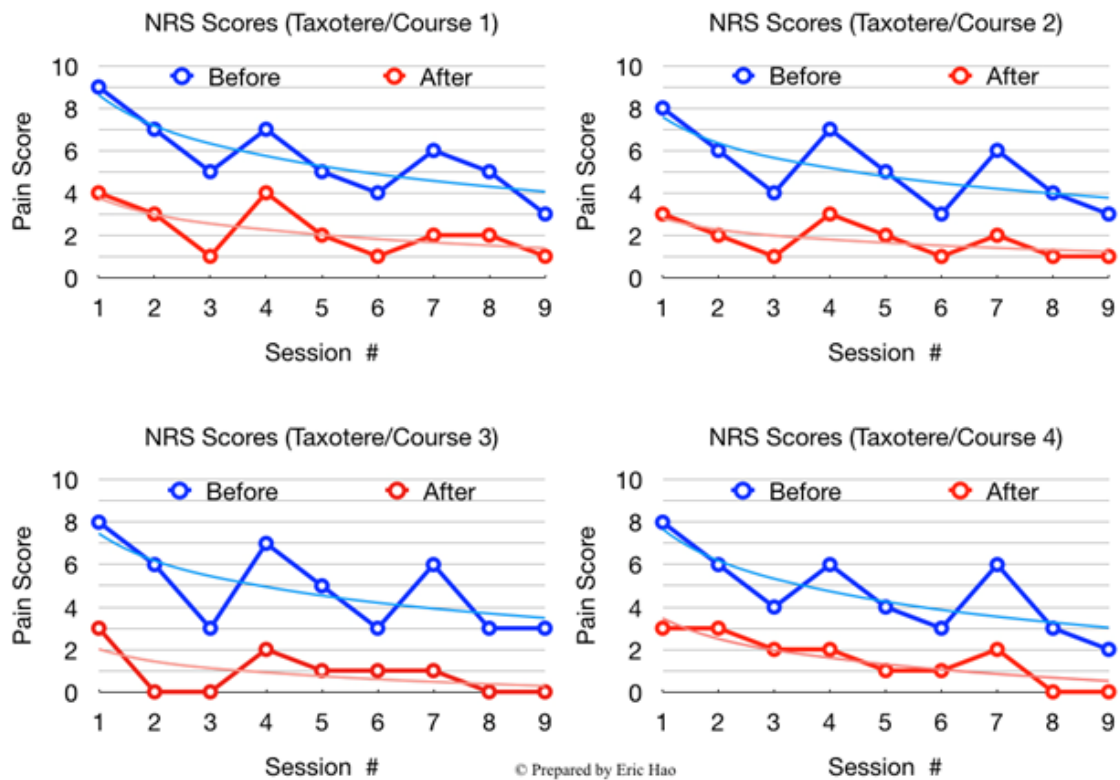 NRS Scores (Taxotere/Course 1)
10 Before After
8
6
4
2
0
Pain Score
1 2 3 4 5 6 7 8 9
Session #
NRS Scores (Taxotere/Course 2)
10 Before After
8
6
4
2
0
Pain Score
1 2 3 4 5 6 7 8 9
Session #
NRS Scores (Taxotere/Course 3)
10
Before After
8
6
4
2
0
Pain Score
1 2 3 4 5 6 7 8 9
Session #
NRS Scores (Taxotere/Course 4)
10
Before After
8
6
4
2
0
Pain Score
1 2 3 4 5 6 7 8 9
Session #
© Prepared by Eric Hao